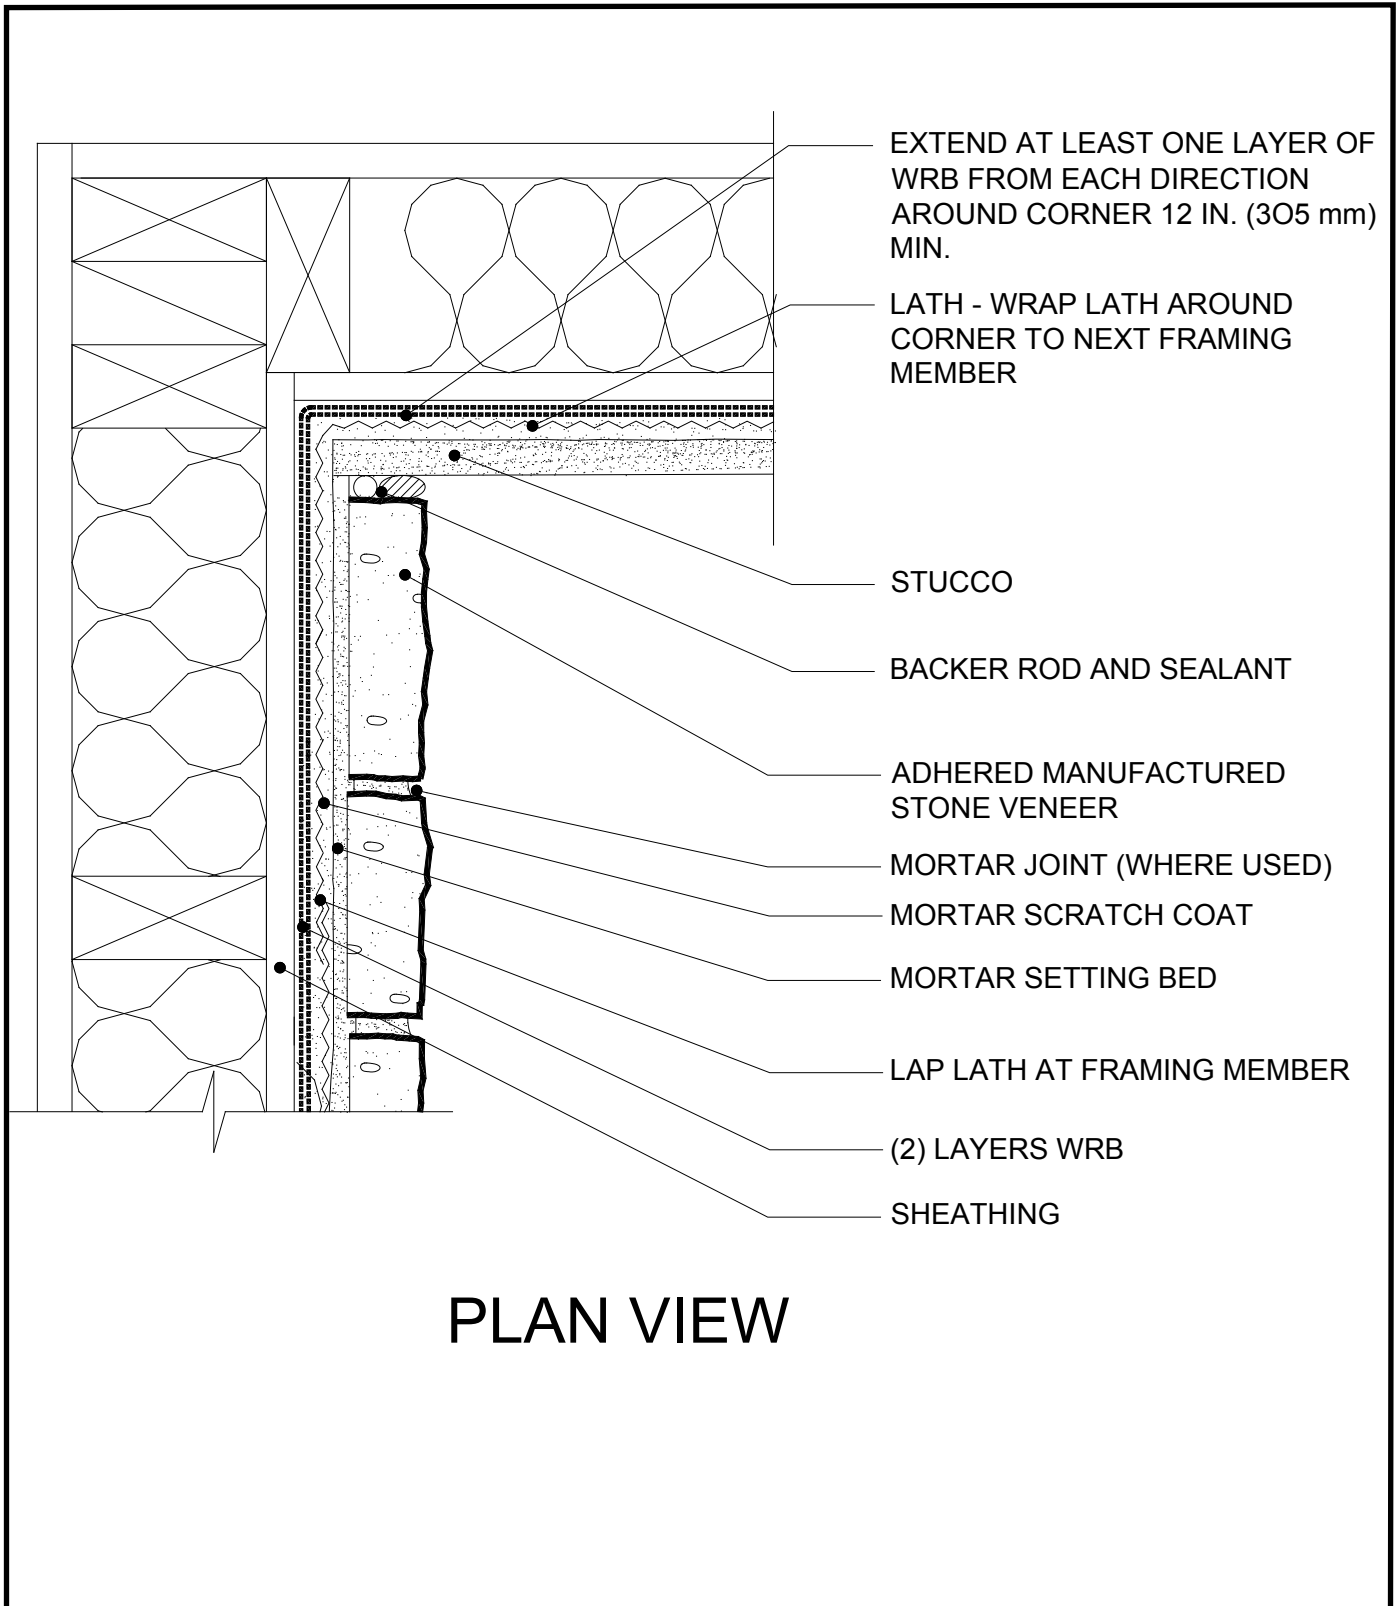 EXTEND AT LEAST ONE LAYER OF
WRB FROM EACH DIRECTION
AROUND CORNER 12 IN. (3O5 mm)
MIN.
LATH - WRAP LATH AROUND
CORNER TO NEXT FRAMING
MEMBER
STUCCO
BACKER ROD AND SEALANT
ADHERED MANUFACTURED
STONE VENEER
MORTAR JOINT (WHERE USED)
MORTAR SCRATCH COAT
MORTAR SETTING BED
LAP LATH AT FRAMING MEMBER
(2) LAYERS WRB
SHEATHING
PLAN VIEW